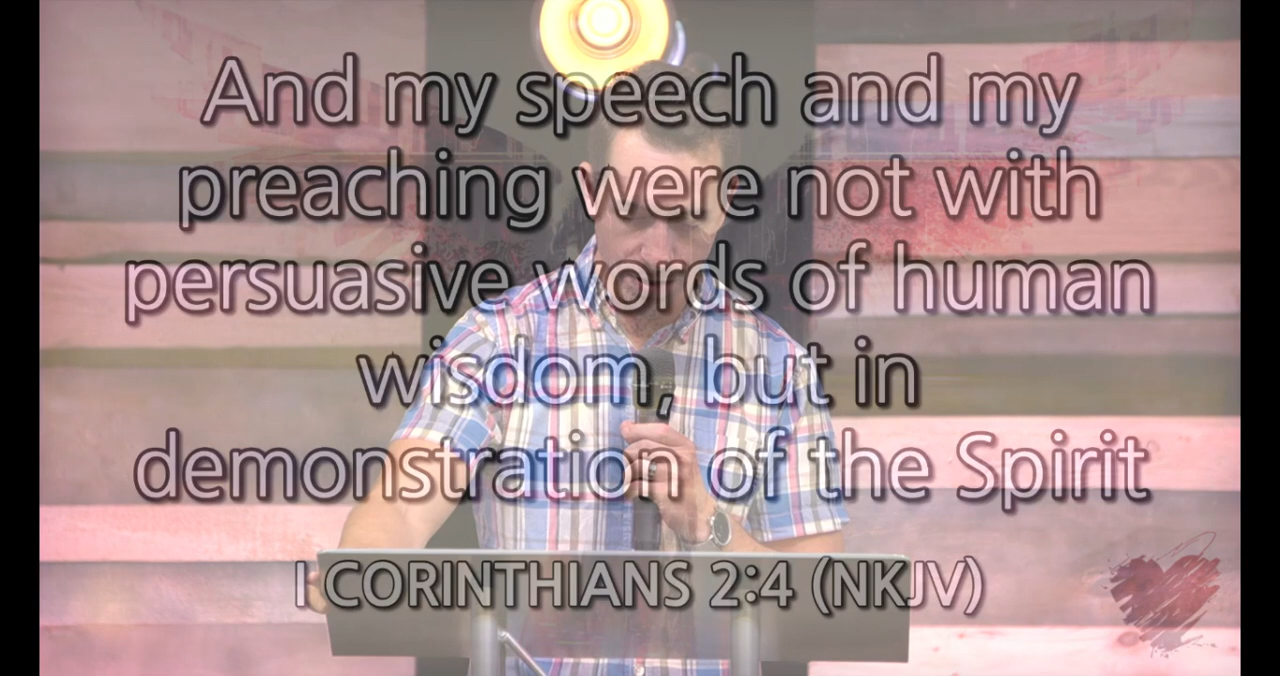 And my speech and my
preaching were not with
persuasive words of human
wisdom, but in
demonstration of the Spirit
I CORINTHIANS 2:4 (NKJV)